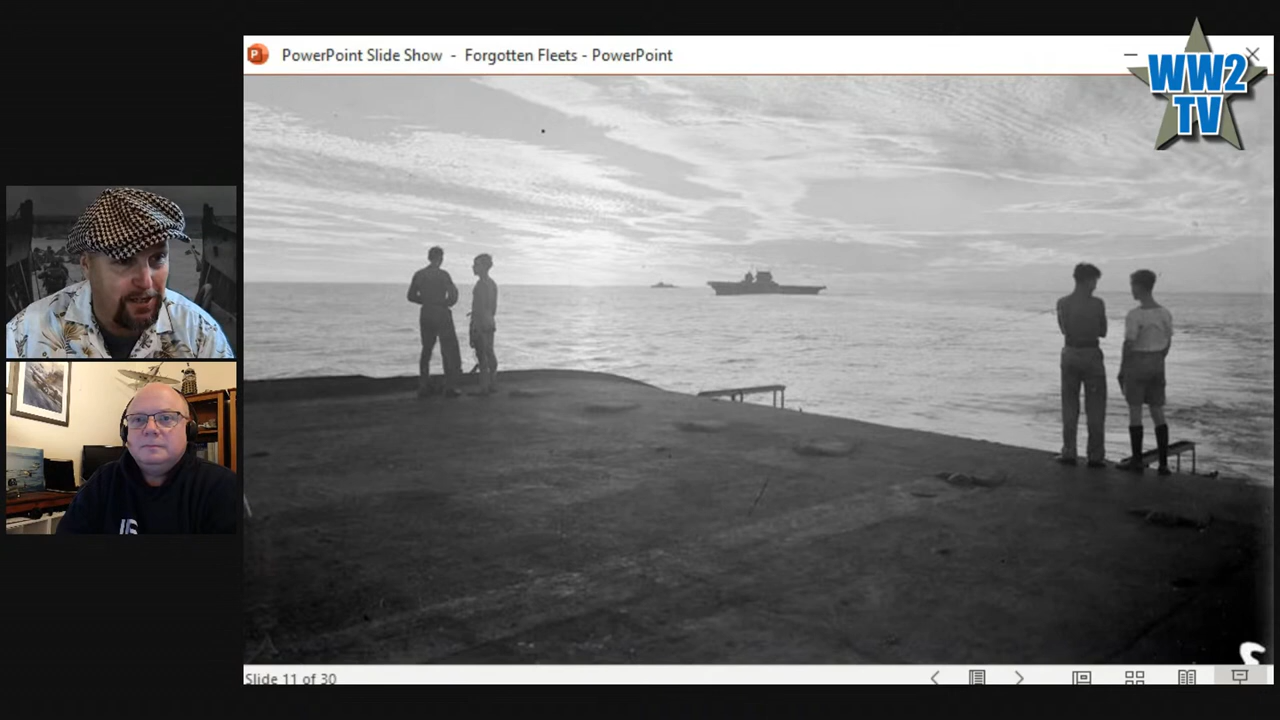 PowerPoint Slide Show - Forgotten Fleets - PowerPoint
WW2
TV
Slide 11 of 30